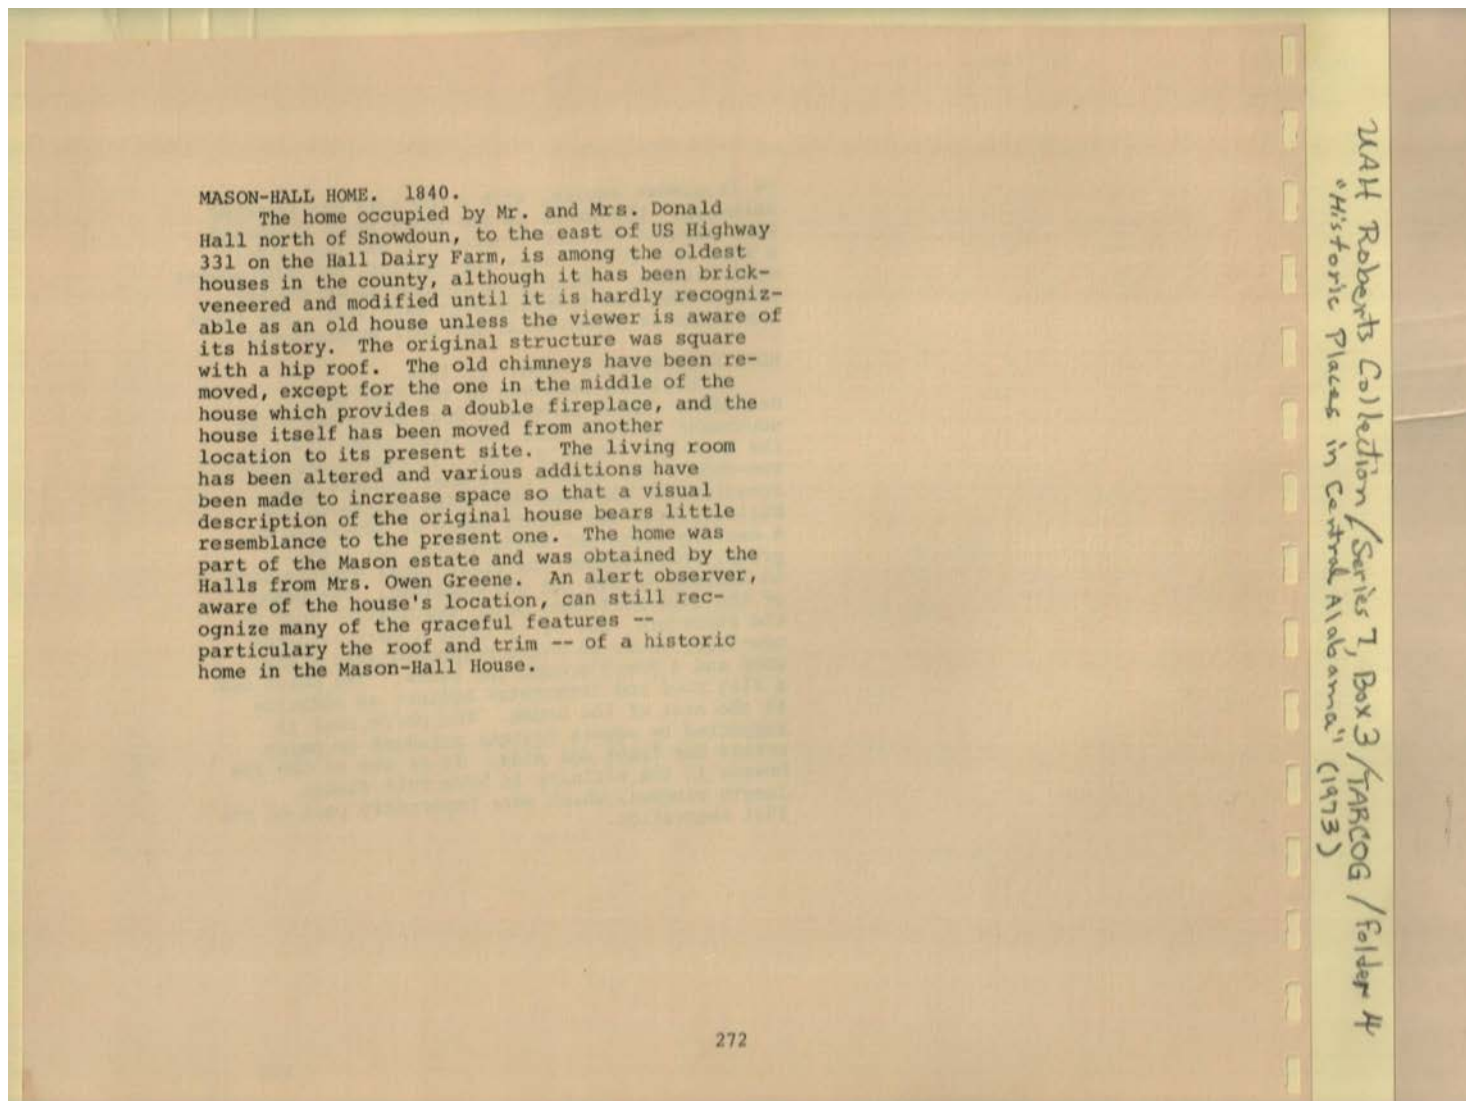 MASON-HALL HOME. 1840.
The home occupied by Mr. and Mrs. Donald
Hall north of Snowdoun, to the east of US Highway
331 on the Hall Dairy Farm, is among the oldest
houses in the county, although it has been brick-
veneered and modified until it is hardly recogniz-
able as an old house unless the viewer is aware of
its history. The original structure was square
with a hip roof. The old chimneys have been re-
moved, except for the one in the middle of the
house which provides a double fireplace, and the
house itself has been moved from another
location to its present site. The living room
has been altered and various additions have
been made to increase space so that a visual
description of the original house bears little
resemblance to the present one. The home was
part of the Mason estate and was obtained by the
Halls from Mrs. Owen Greene. An alert observer,
aware of the house's location, can still rec-
ognize many of the graceful features --
particulary the roof and trim -- of a historic
home in the Mason-Hall House.
272
UAH Roberts Collection/Series 7, Box 3/TARCOG/Folder 4
"Historic Places in Central Alabama" (1973)